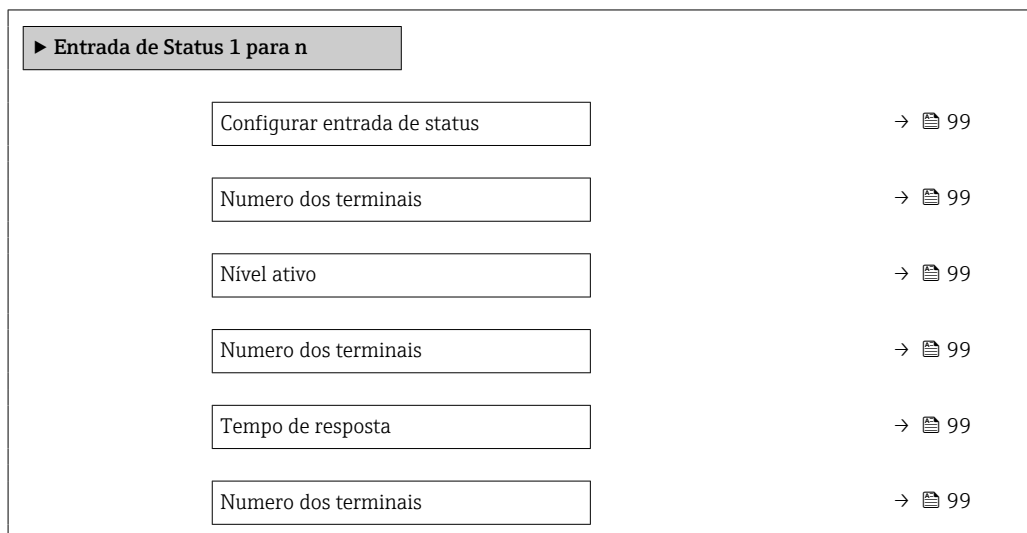 ▶ Entrada de Status 1 para n
Configurar entrada de status → 99
Numero dos terminais → 99
Nível ativo → 99
Numero dos terminais → 99
Tempo de resposta → 99
Numero dos terminais → 99